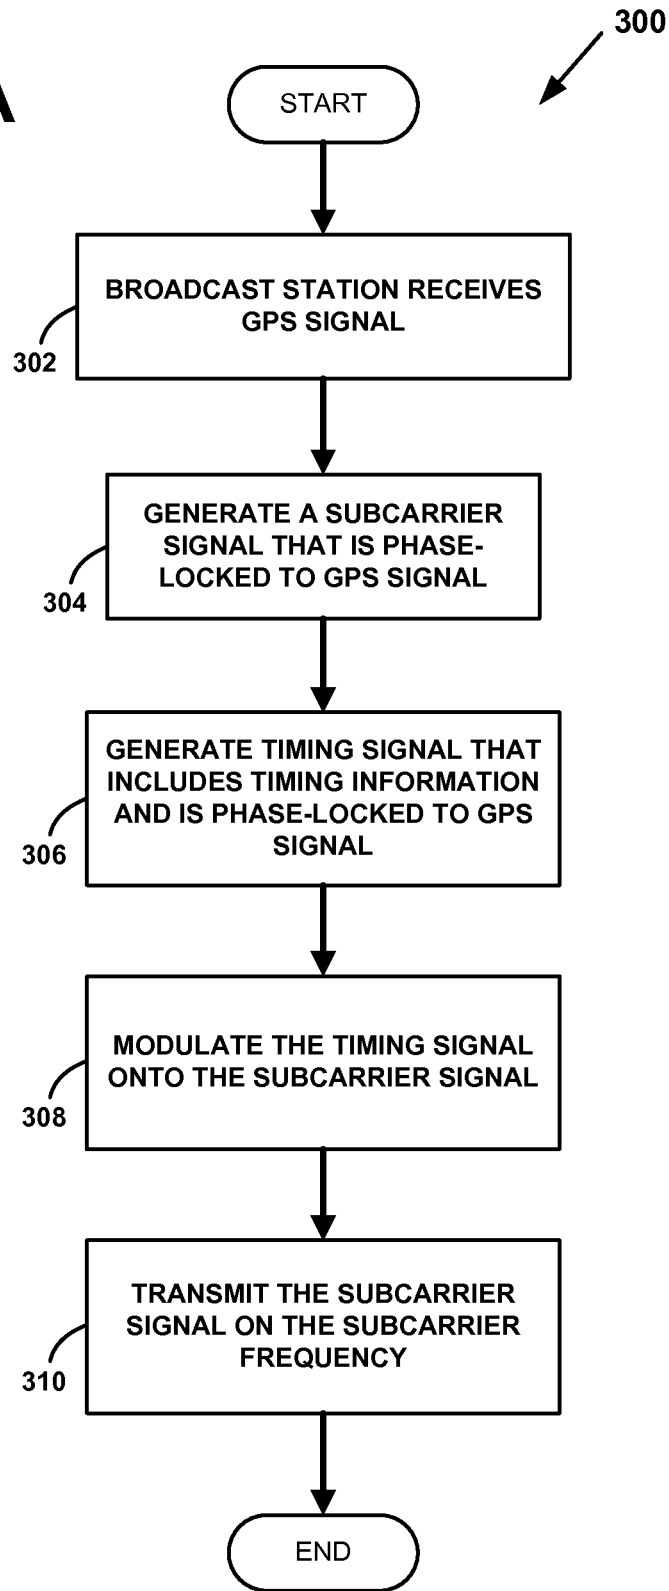 300
A
START
BROADCAST STATION RECEIVES
GPS SIGNAL
302
GENERATE A SUBCARRIER
SIGNAL THAT IS PHASE-
LOCKED TO GPS SIGNAL
304
GENERATE TIMING SIGNAL THAT
INCLUDES TIMING INFORMATION
AND IS PHASE-LOCKED TO GPS
SIGNAL
306
MODULATE THE TIMING SIGNAL
ONTO THE SUBCARRIER SIGNAL
308
TRANSMIT THE SUBCARRIER
SIGNAL ON THE SUBCARRIER
FREQUENCY
310
END